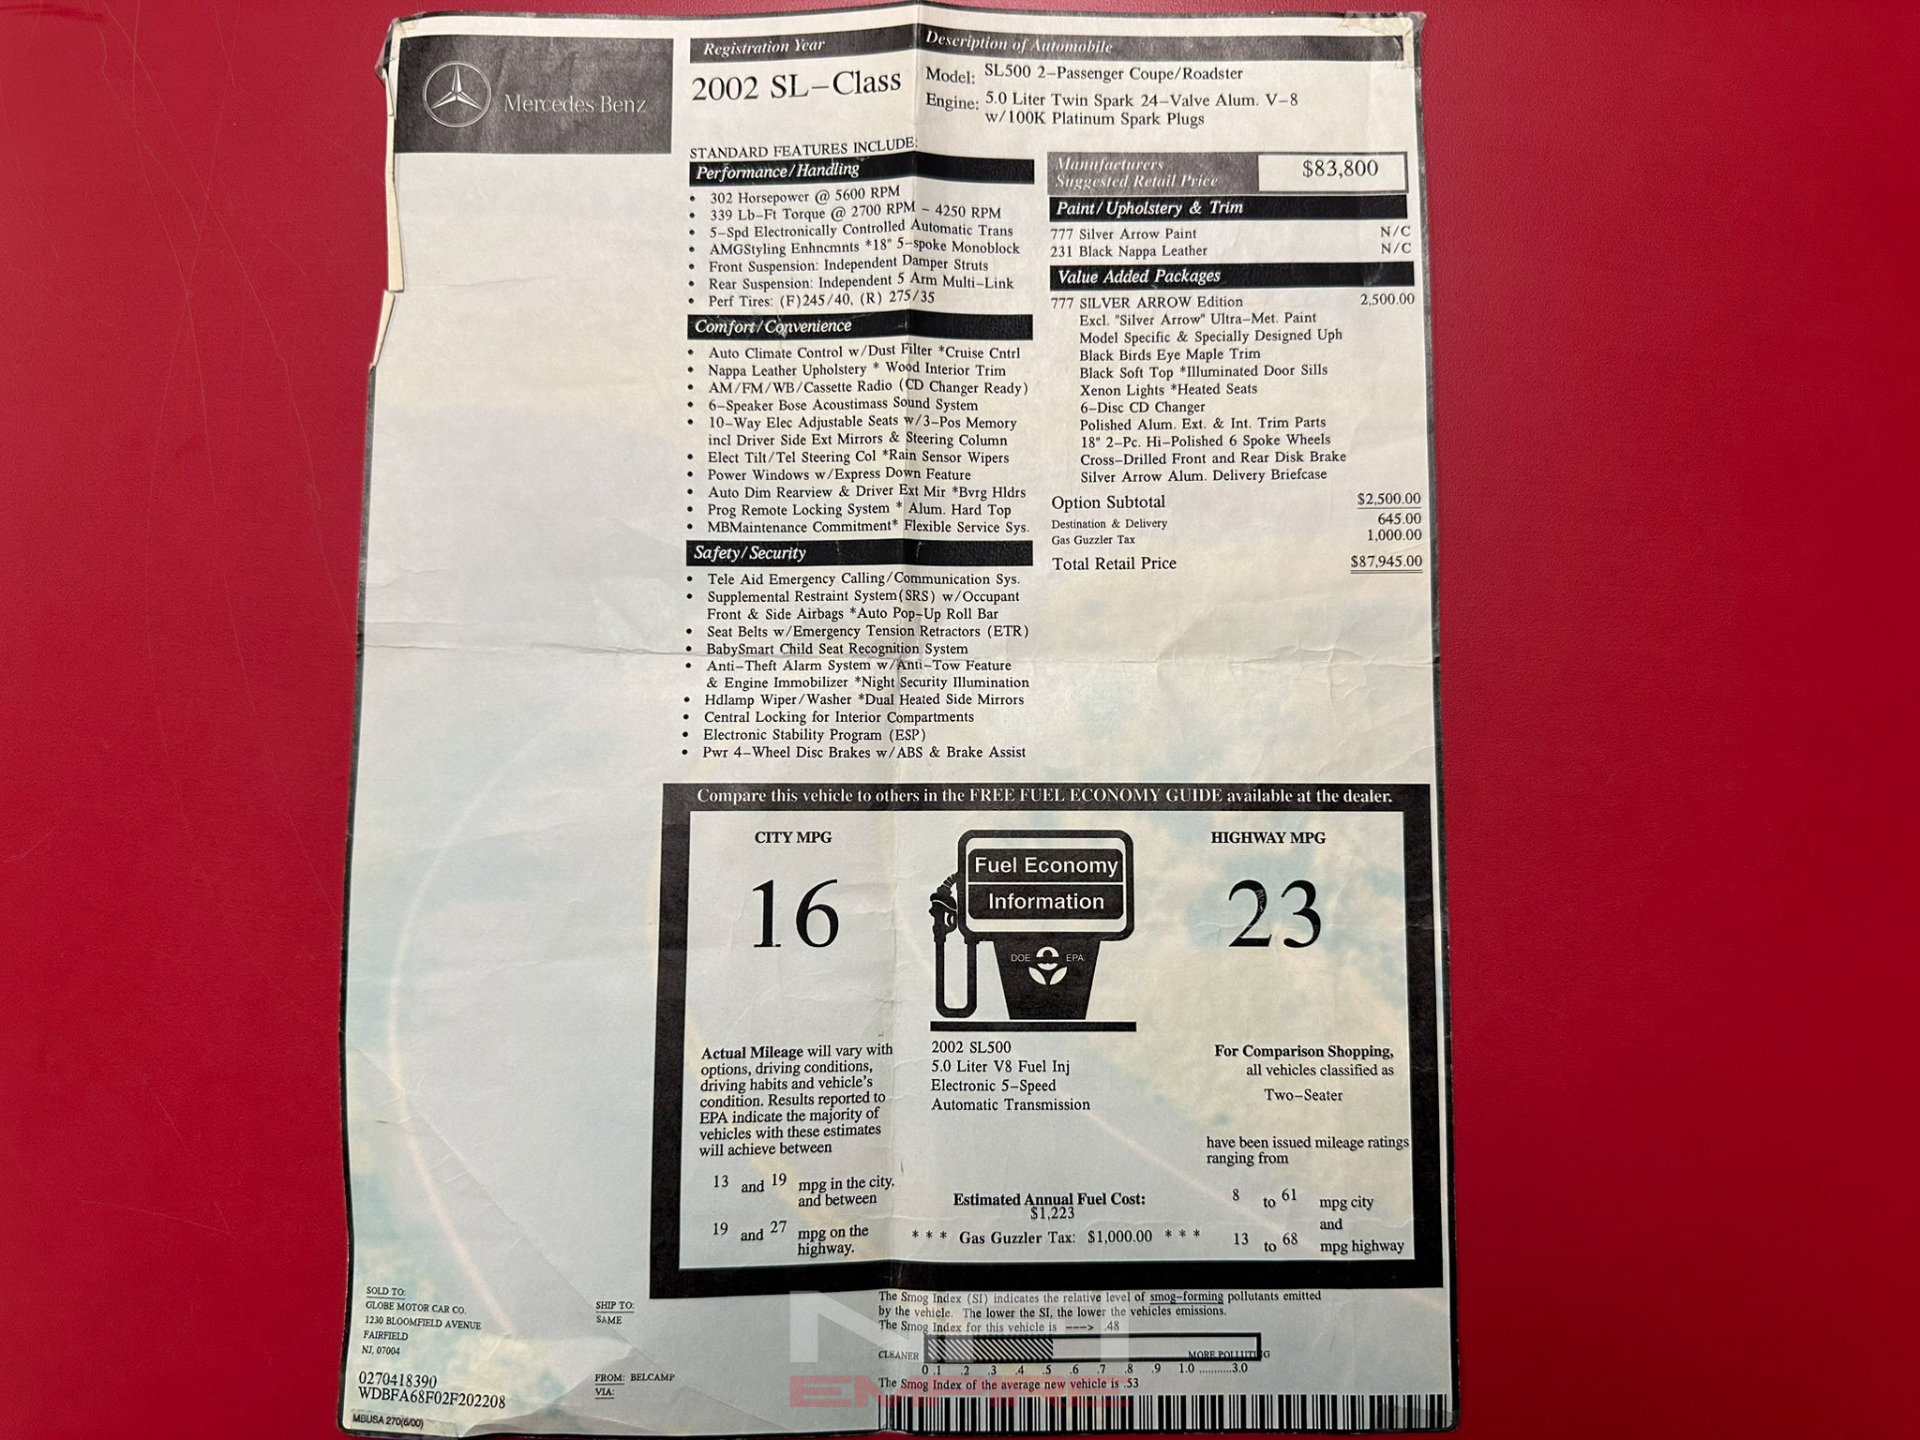 Mercedes Benz
Registration Year
2002 SL-Class
Description of Automobile
Model: SL500 2-Passenger Coupe/Roadster
Engine: 5.0 Liter Twin Spark 24-Valve Alum. V-8
w/100K Platinum Spark Plugs
STANDARD FEATURES INCLUDE:
Performance/Handling
• 302 Horsepower @ 5600 RPM
• 339 Lb-Ft Torque @ 2700 RPM - 4250 RPM
• 5-Spd Electronically Controlled Automatic Trans
• AMGStyling Enhncmnts *18" 5-spoke Monoblock
• Front Suspension: Independent Damper Struts
• Rear Suspension: Independent 5 Arm Multi-Link
• Perf Tires: (F)245/40, (R) 275/35
Comfort/Convenience
• Auto Climate Control w/Dust Filter *Cruise Cntrl
• Nappa Leather Upholstery * Wood Interior Trim
• AM/FM/WB/Cassette Radio (CD Changer Ready)
• 6-Speaker Bose Acoustimass Sound System
• 10-Way Elec Adjustable Seats w/3-Pos Memory
incl Driver Side Ext Mirrors & Steering Column
• Elect Tilt/Tel Steering Col *Rain Sensor Wipers
• Power Windows w/Express Down Feature
• Auto Dim Rearview & Driver Ext Mir *Bvrg Hldrs
• Prog Remote Locking System * Alum. Hard Top
• MBMaintenance Commitment* Flexible Service Sys.
Safety/Security
• Tele Aid Emergency Calling/Communication Sys.
• Supplemental Restraint System(SRS) w/Occupant
Front & Side Airbags *Auto Pop-Up Roll Bar
• Seat Belts w/Emergency Tension Retractors (ETR)
• BabySmart Child Seat Recognition System
• Anti-Theft Alarm System w/Anti-Tow Feature
& Engine Immobilizer *Night Security Illumination
• Hdlamp Wiper/Washer *Dual Heated Side Mirrors
• Central Locking for Interior Compartments
• Electronic Stability Program (ESP)
• Pwr 4-Wheel Disc Brakes w/ABS & Brake Assist
Manufacturers
Suggested Retail Price
$83,800
Paint/Upholstery & Trim
777 Silver Arrow Paint N/C
231 Black Nappa Leather N/C
Value Added Packages
777 SILVER ARROW Edition 2,500.00
Excl. "Silver Arrow" Ultra-Met. Paint
Model Specific & Specially Designed Uph
Black Birds Eye Maple Trim
Black Soft Top *Illuminated Door Sills
Xenon Lights *Heated Seats
6-Disc CD Changer
Polished Alum. Ext. & Int. Trim Parts
18" 2-Pc. Hi-Polished 6 Spoke Wheels
Cross-Drilled Front and Rear Disk Brake
Silver Arrow Alum. Delivery Briefcase
Option Subtotal $2,500.00
Destination & Delivery 645.00
Gas Guzzler Tax 1,000.00
Total Retail Price $87,945.00
Compare this vehicle to others in the FREE FUEL ECONOMY GUIDE available at the dealer.
CITY MPG
16
Fuel Economy
Information
DOE EPA
HIGHWAY MPG
23
Actual Mileage will vary with
options, driving conditions,
driving habits and vehicle's
condition. Results reported to
EPA indicate the majority of
vehicles with these estimates
will achieve between
13 and 19 mpg in the city.
and between
19 and 27 mpg on the
highway.
2002 SL500
5.0 Liter V8 Fuel Inj
Electronic 5-Speed
Automatic Transmission
Estimated Annual Fuel Cost:
$1,223
* * * Gas Guzzler Tax: $1,000.00 * * *
For Comparison Shopping,
all vehicles classified as
Two-Seater
have been issued mileage ratings
ranging from
8 to 61 mpg city
and
13 to 68 mpg highway
SOLD TO:
GLOBE MOTOR CAR CO.
1230 BLOOMFIELD AVENUE
FAIRFIELD
NJ, 07004
0270418390
WDBFA68F02F202208
MBUSA 270(6/00)
SHIP TO:
SAME
FROM: BELCAMP
VIA:
The Smog Index (SI) indicates the relative level of smog-forming pollutants emitted
by the vehicle. The lower the SI, the lower the vehicles emissions.
The Smog Index for this vehicle is ---> .48
CLEANER MORE POLLUTING
0 .1 .2 .3 .4 .5 .6 .7 .8 .9 1.0 ..........3.0
The Smog Index of the average new vehicle is .53